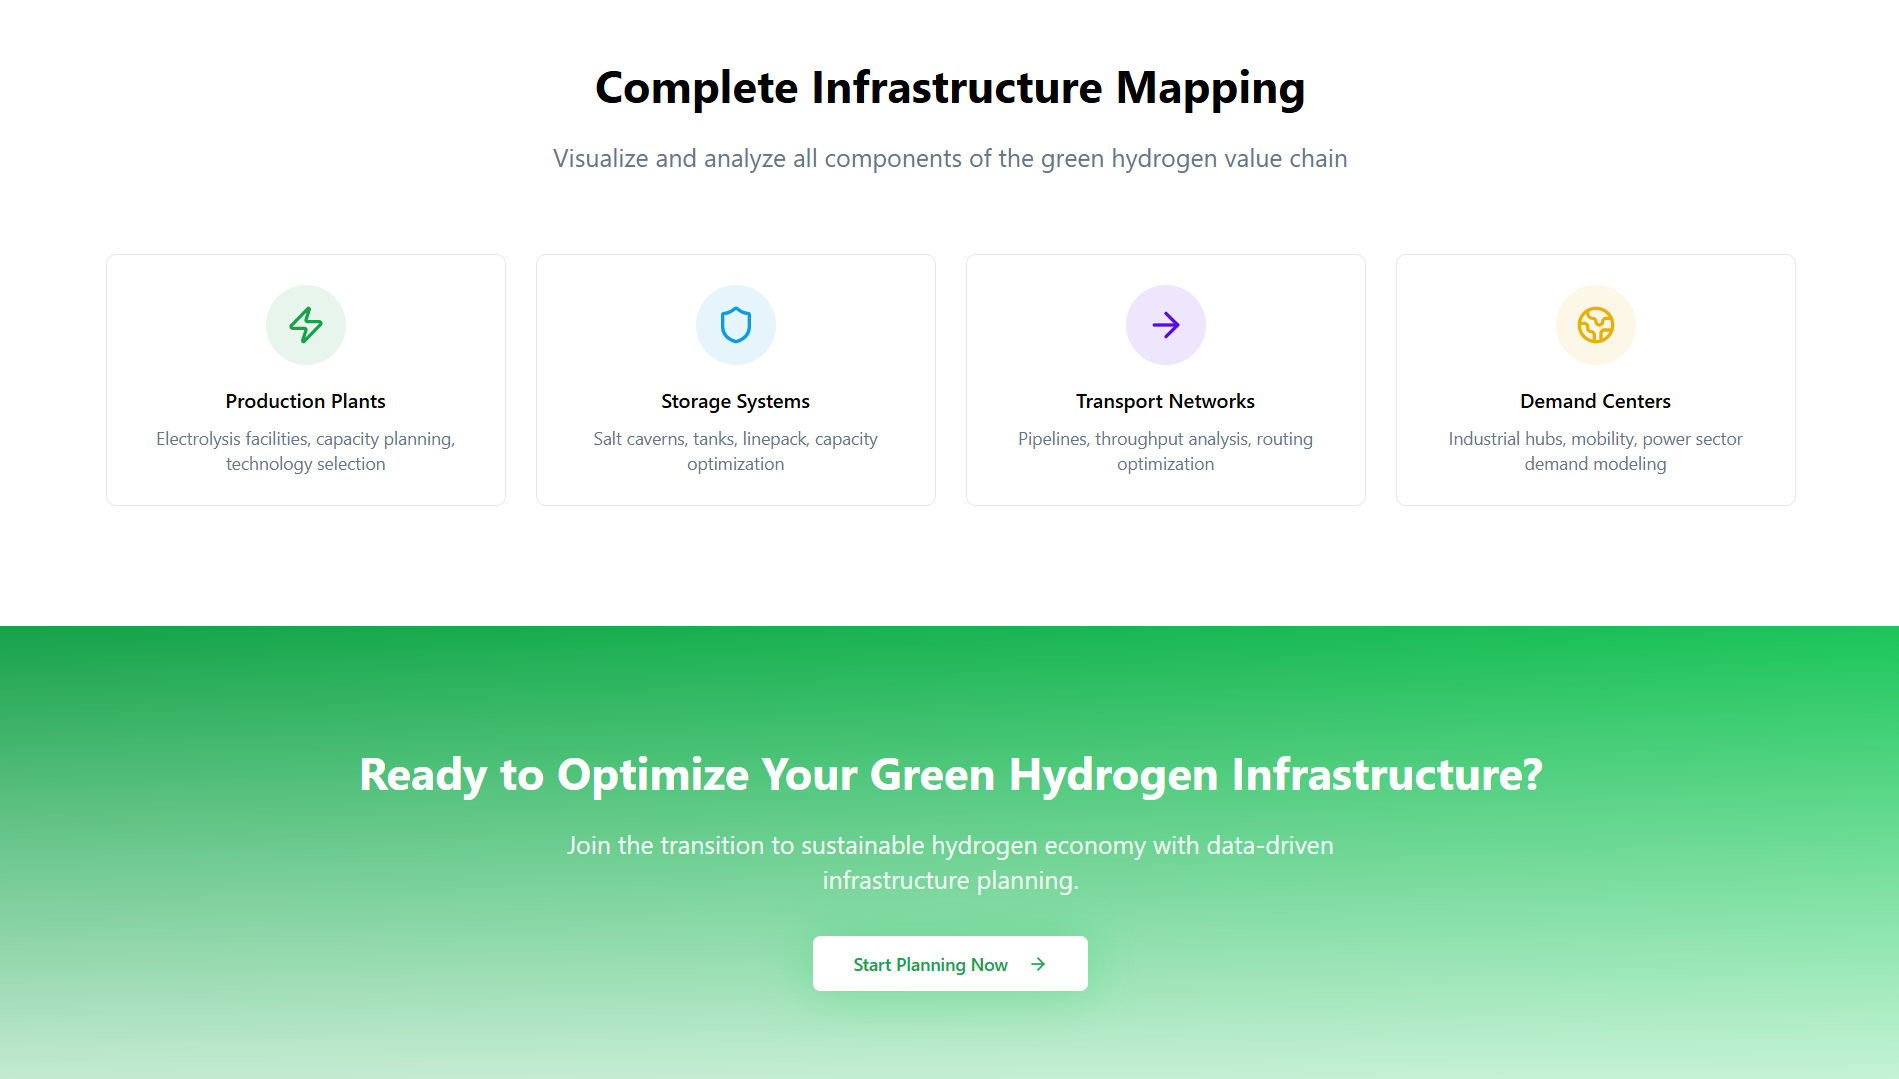 Complete Infrastructure Mapping
Visualize and analyze all components of the green hydrogen value chain
Production Plants
Electrolysis facilities, capacity planning,
technology selection
Storage Systems
Salt caverns, tanks, linepack, capacity
optimization
Transport Networks
Pipelines, throughput analysis, routing
optimization
Demand Centers
Industrial hubs, mobility, power sector
demand modeling
Ready to Optimize Your Green Hydrogen Infrastructure?
Join the transition to sustainable hydrogen economy with data-driven
infrastructure planning.
Start Planning Now